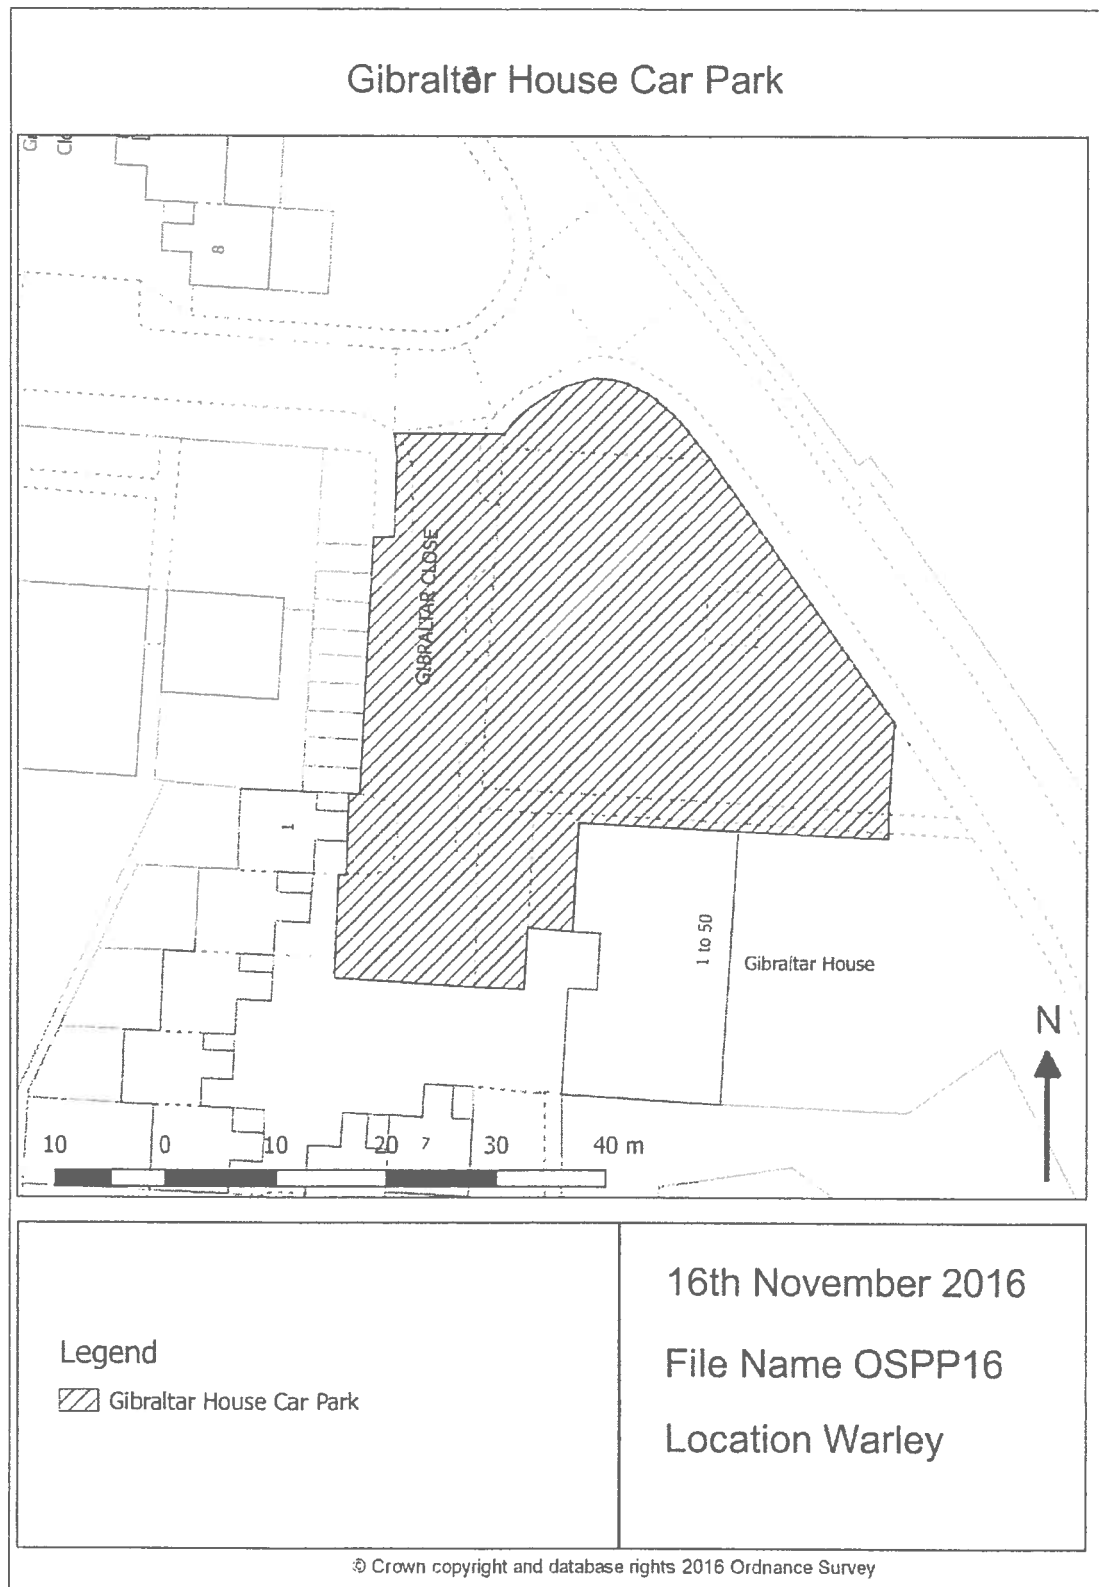 Gibraltar House Car Park
8
GIBRALTAR CLOSE
1
1 to 50
Gibraltar House
N
7
10 0 10 20 30 40 m
Legend
Gibraltar House Car Park
16th November 2016
File Name OSPP16
Location Warley
© Crown copyright and database rights 2016 Ordnance Survey